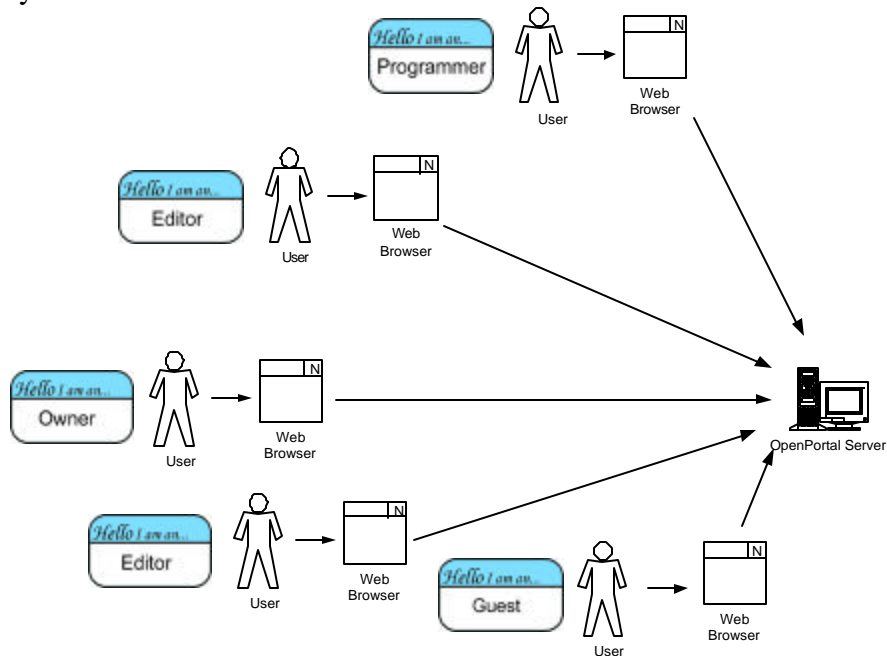 y
Hello I am an...
Programmer
User
N
Web
Browser
Hello I am an...
Editor
User
N
Web
Browser
Hello I am an...
Owner
User
N
Web
Browser
OpenPortal Server
Hello I am an...
Editor
User
N
Web
Browser
Hello I am an...
Guest
User
N
Web
Browser